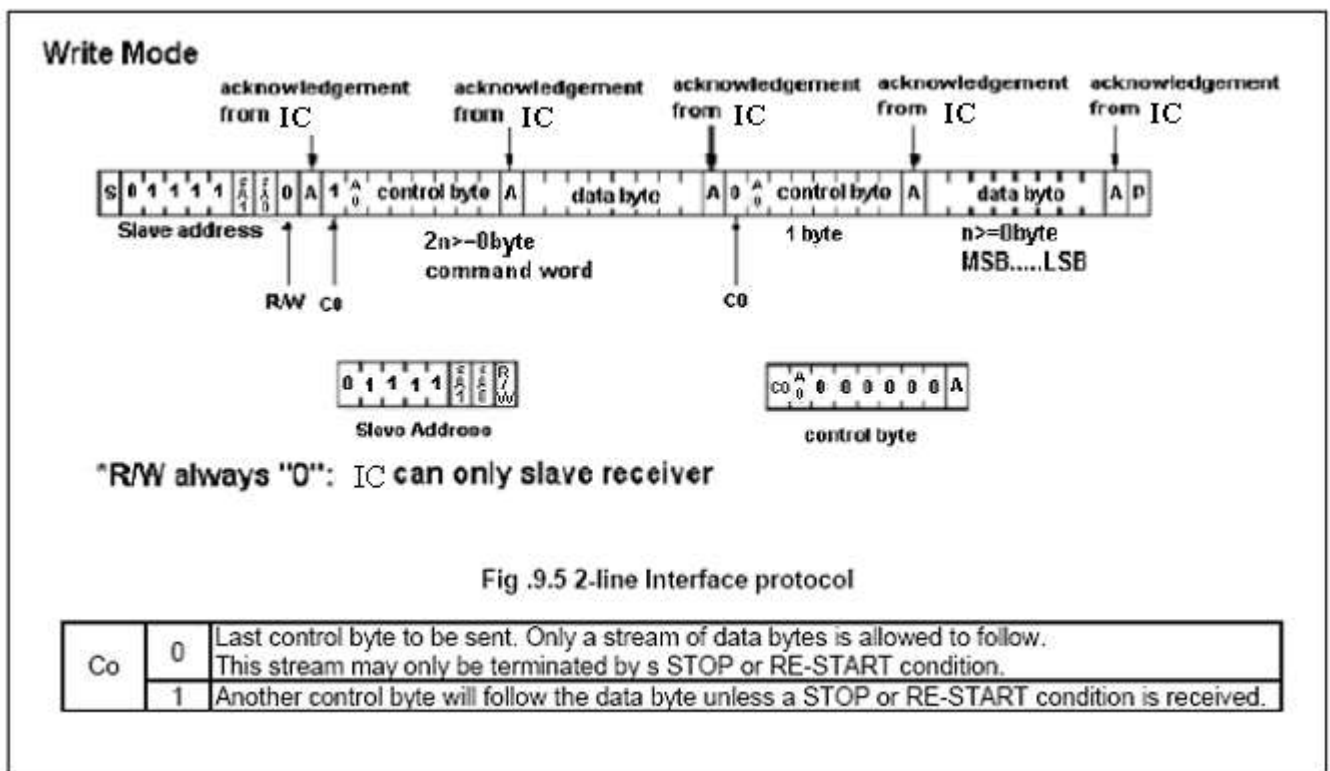 Write Mode
acknowledgement acknowledgement acknowledgement acknowledgement acknowledgement
from IC from IC from IC from IC from IC
S 0 1 1 1 1 0 A 1 A0 control byte A data byte A 0 A0 control byte A data byte A P
Slave address 2n>=0byte 1 byte n>=0byte
command word MSB.....LSB
R/W C0 C0
0 1 1 1 1 R/W C0 A0 0 0 0 0 0 0 A
Slave Address control byte
*R/W always "0": IC can only slave receiver
Fig .9.5 2-line Interface protocol
Co 0 Last control byte to be sent. Only a stream of data bytes is allowed to follow.
This stream may only be terminated by s STOP or RE-START condition.
1 Another control byte will follow the data byte unless a STOP or RE-START condition is received.